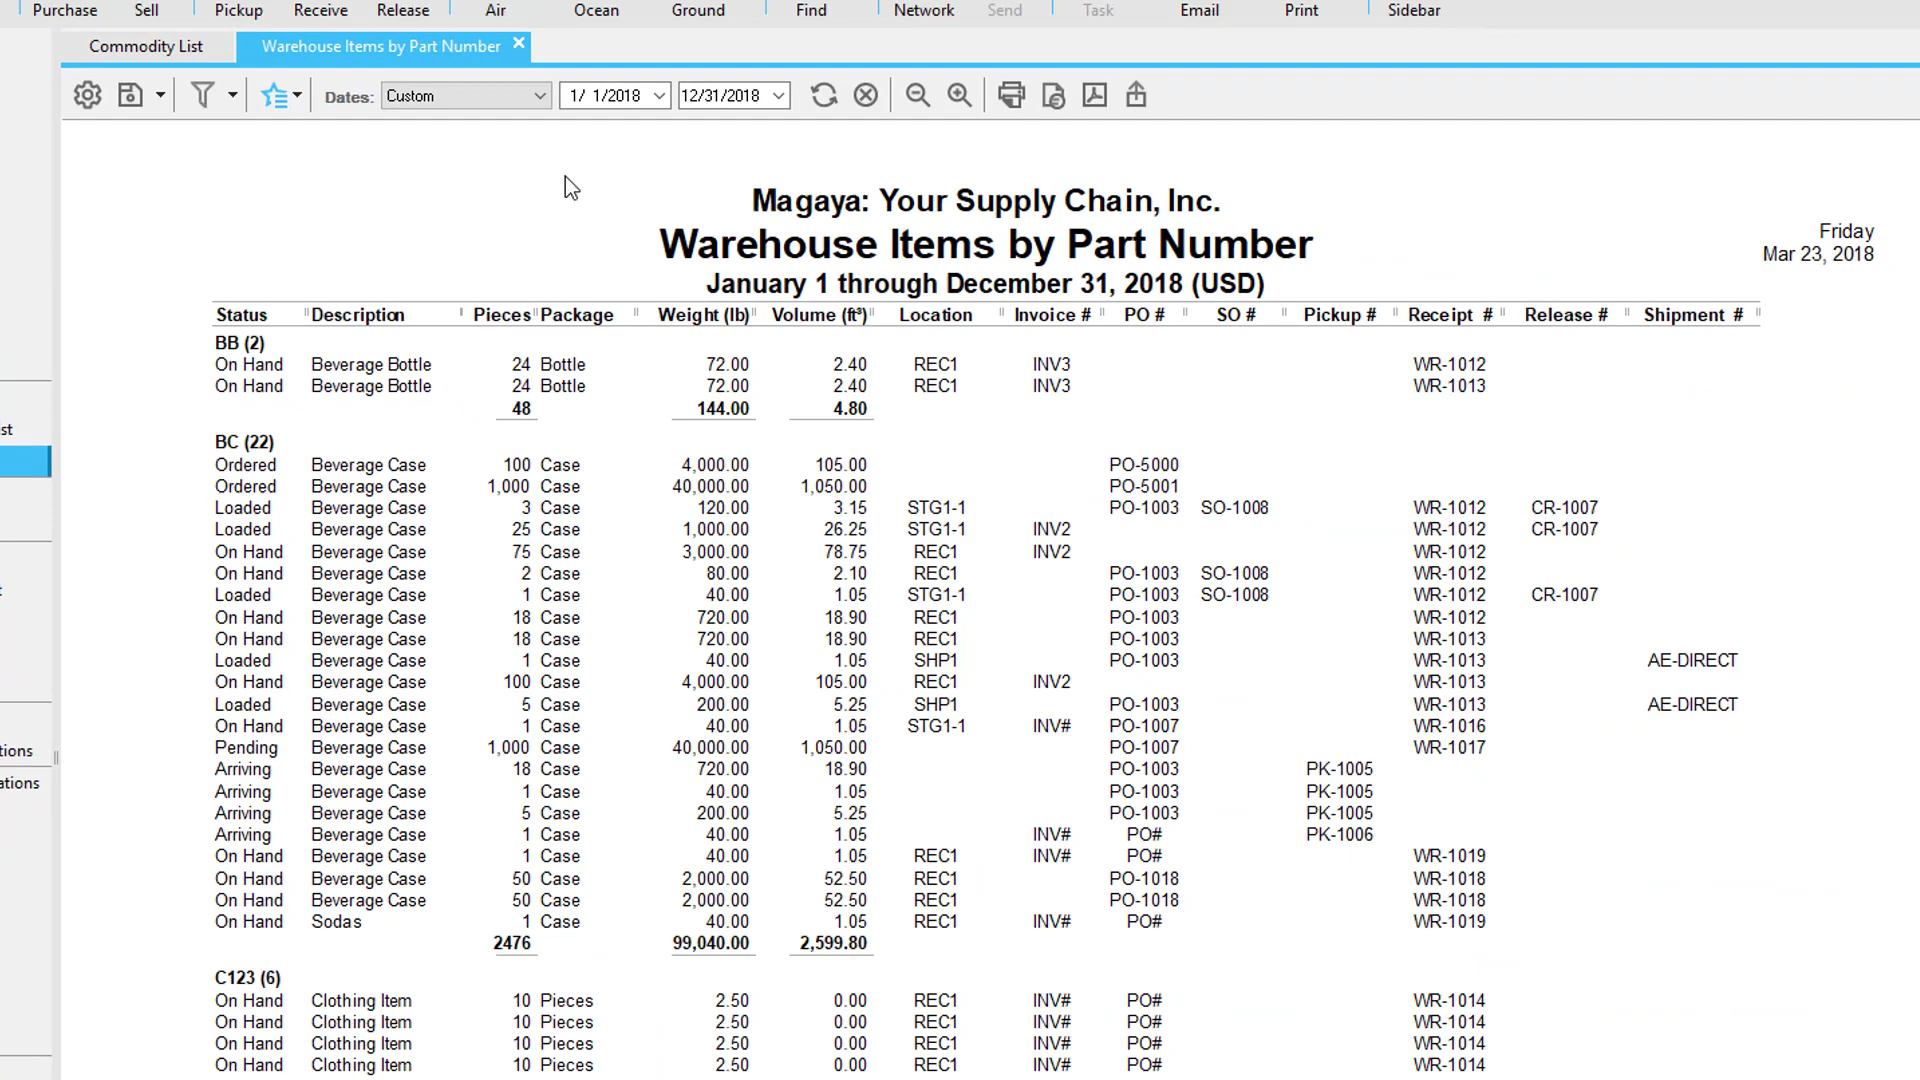 Purchase Sell Pickup Receive Release Air Ocean Ground Find Network Send Task Email Print Sidebar
Commodity List Warehouse Items by Part Number
Dates: Custom 1/ 1/2018 12/31/2018
Magaya: Your Supply Chain, Inc.
Warehouse Items by Part Number
January 1 through December 31, 2018 (USD)
Friday
Mar 23, 2018
Status Description Pieces Package Weight (lb) Volume (ft³) Location Invoice # PO # SO # Pickup # Receipt # Release # Shipment #
BB (2)
On Hand Beverage Bottle 24 Bottle 72.00 2.40 REC1 INV3 WR-1012
On Hand Beverage Bottle 24 Bottle 72.00 2.40 REC1 INV3 WR-1013
48 144.00 4.80
BC (22)
Ordered Beverage Case 100 Case 4,000.00 105.00 PO-5000
Ordered Beverage Case 1,000 Case 40,000.00 1,050.00 PO-5001
Loaded Beverage Case 3 Case 120.00 3.15 STG1-1 PO-1003 SO-1008 WR-1012 CR-1007
Loaded Beverage Case 25 Case 1,000.00 26.25 STG1-1 INV2 WR-1012 CR-1007
On Hand Beverage Case 75 Case 3,000.00 78.75 REC1 INV2 WR-1012
On Hand Beverage Case 2 Case 80.00 2.10 REC1 PO-1003 SO-1008 WR-1012
Loaded Beverage Case 1 Case 40.00 1.05 STG1-1 PO-1003 SO-1008 WR-1012 CR-1007
On Hand Beverage Case 18 Case 720.00 18.90 REC1 PO-1003 WR-1012
On Hand Beverage Case 18 Case 720.00 18.90 REC1 PO-1003 WR-1013
Loaded Beverage Case 1 Case 40.00 1.05 SHP1 PO-1003 WR-1013 AE-DIRECT
On Hand Beverage Case 100 Case 4,000.00 105.00 REC1 INV2 WR-1013
Loaded Beverage Case 5 Case 200.00 5.25 SHP1 PO-1003 WR-1013 AE-DIRECT
On Hand Beverage Case 1 Case 40.00 1.05 STG1-1 INV# PO-1007 WR-1016
Pending Beverage Case 1,000 Case 40,000.00 1,050.00 PO-1007 WR-1017
Arriving Beverage Case 18 Case 720.00 18.90 PO-1003 PK-1005
Arriving Beverage Case 1 Case 40.00 1.05 PO-1003 PK-1005
Arriving Beverage Case 5 Case 200.00 5.25 PO-1003 PK-1005
Arriving Beverage Case 1 Case 40.00 1.05 INV# PO# PK-1006
On Hand Beverage Case 1 Case 40.00 1.05 REC1 INV# PO# WR-1019
On Hand Beverage Case 50 Case 2,000.00 52.50 REC1 PO-1018 WR-1018
On Hand Beverage Case 50 Case 2,000.00 52.50 REC1 PO-1018 WR-1018
On Hand Sodas 1 Case 40.00 1.05 REC1 INV# PO# WR-1019
2476 99,040.00 2,599.80
C123 (6)
On Hand Clothing Item 10 Pieces 2.50 0.00 REC1 INV# PO# WR-1014
On Hand Clothing Item 10 Pieces 2.50 0.00 REC1 INV# PO# WR-1014
On Hand Clothing Item 10 Pieces 2.50 0.00 REC1 INV# PO# WR-1014
On Hand Clothing Item 10 Pieces 2.50 0.00 REC1 INV# PO# WR-1014
st
t
tions
ations